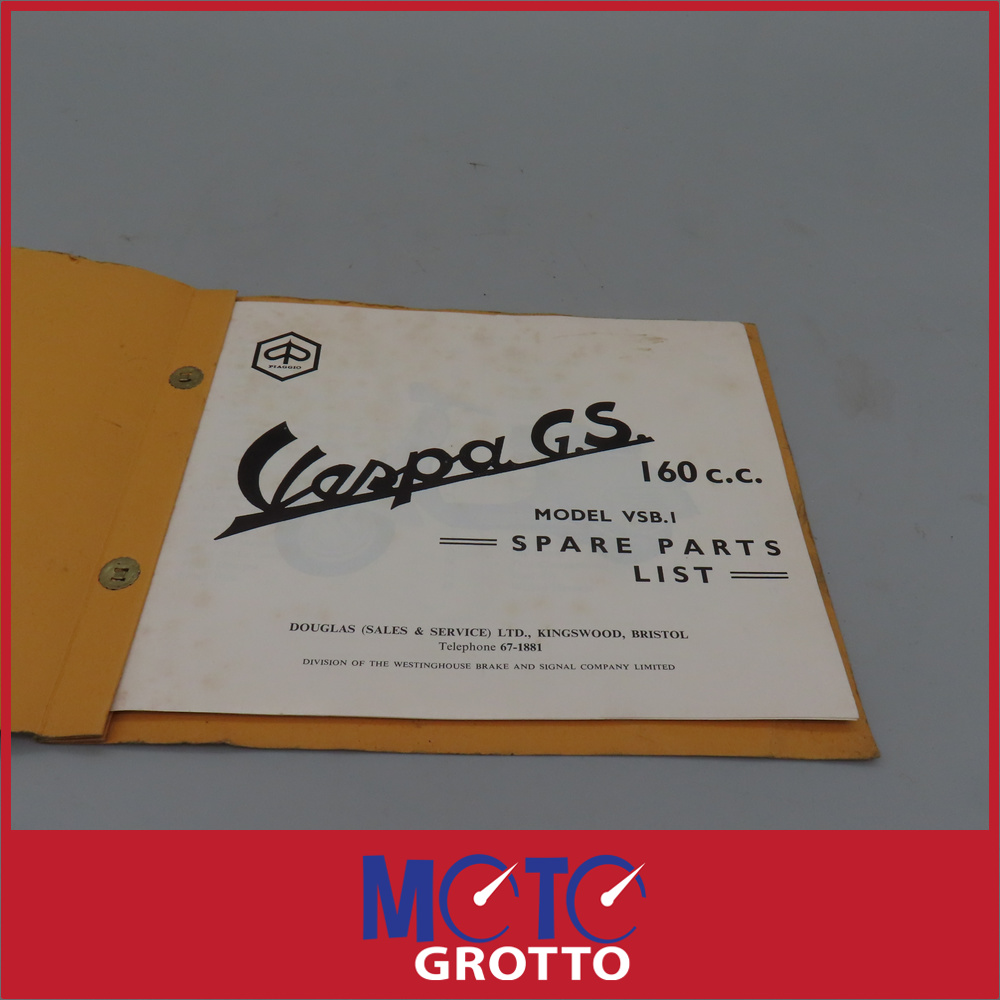 PIAGGIO
Vespa G.S.
160 c.c.
MODEL VSB.1
SPARE PARTS
LIST
DOUGLAS (SALES & SERVICE) LTD., KINGSWOOD, BRISTOL
Telephone 67-1881
DIVISION OF THE WESTINGHOUSE BRAKE AND SIGNAL COMPANY LIMITED
MOTO
GROTTO